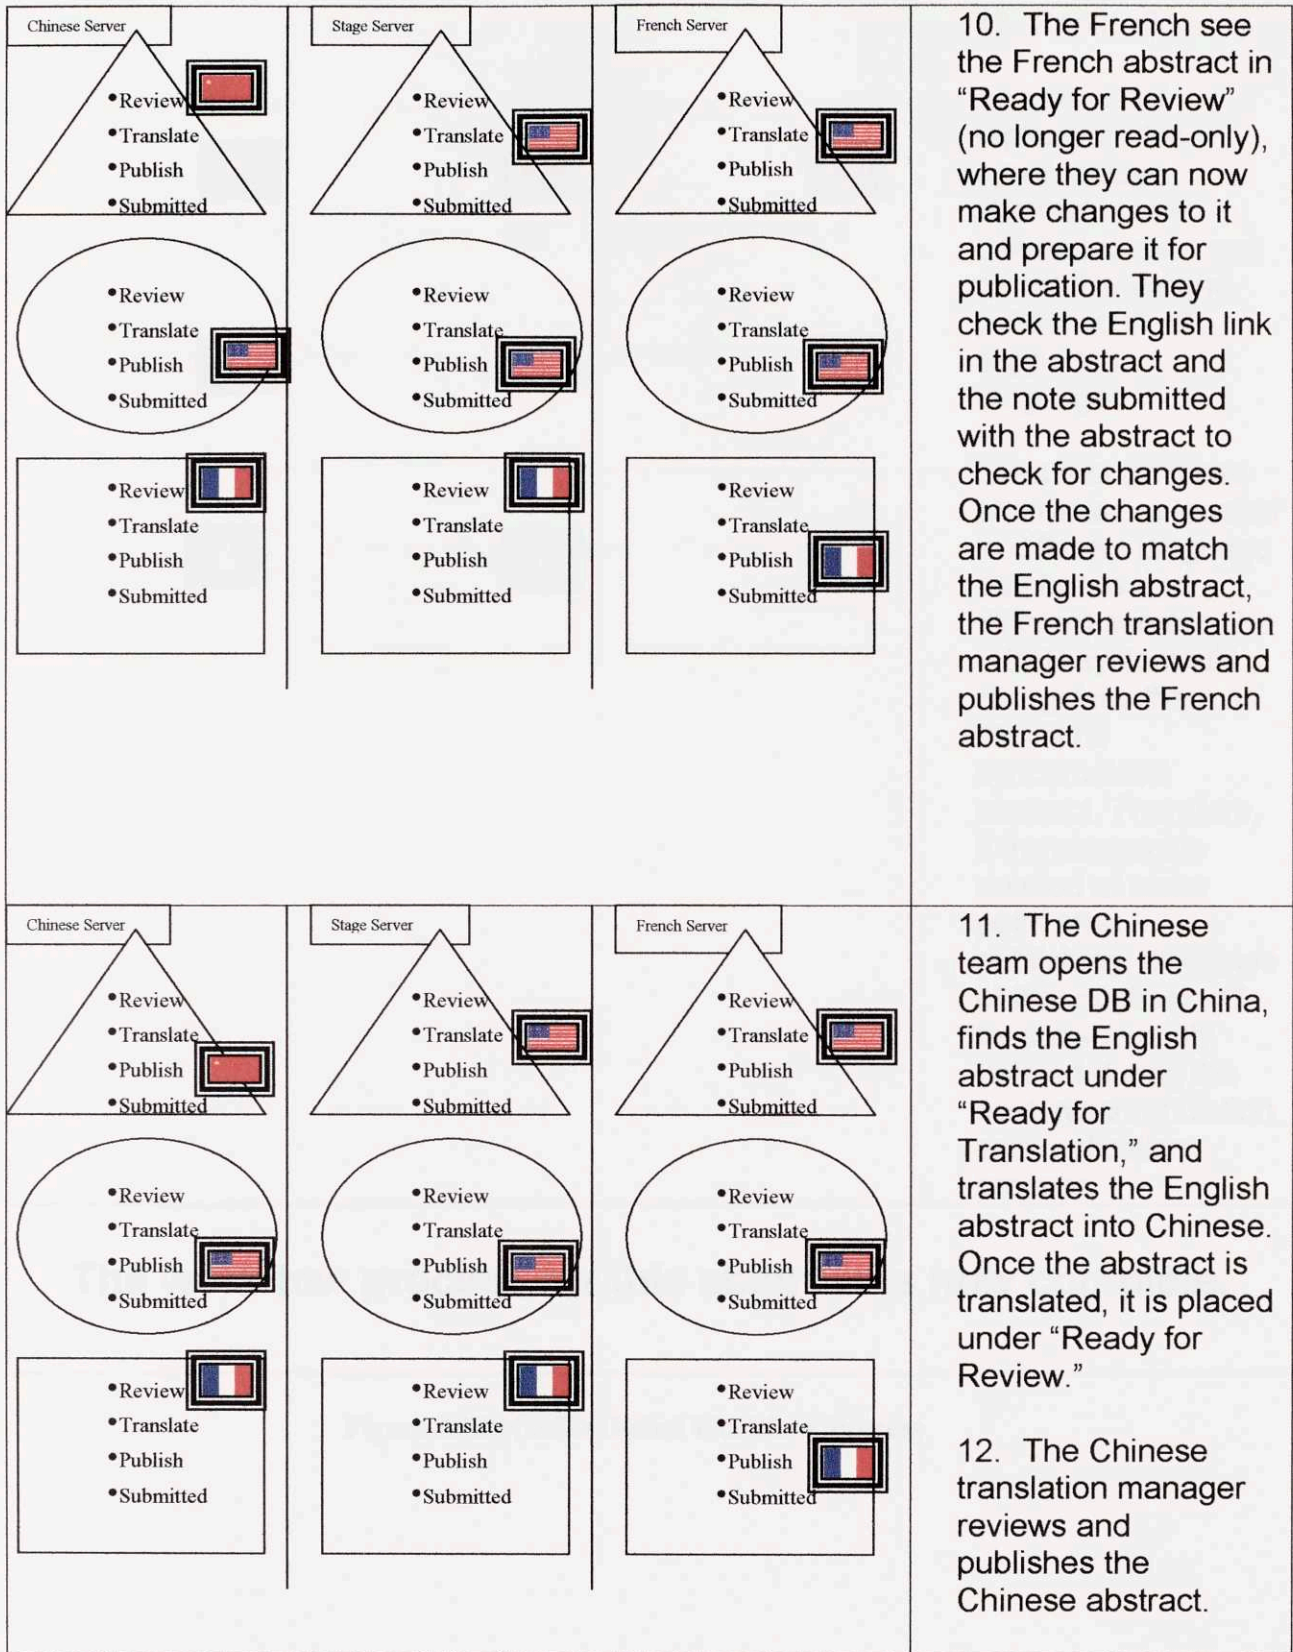 Chinese Server
• Review
• Translate
• Publish
• Submitted
• Review
• Translate
• Publish
• Submitted
• Review
• Translate
• Publish
• Submitted
Stage Server
• Review
• Translate
• Publish
• Submitted
• Review
• Translate
• Publish
• Submitted
• Review
• Translate
• Publish
• Submitted
French Server
• Review
• Translate
• Publish
• Submitted
• Review
• Translate
• Publish
• Submitted
• Review
• Translate
• Publish
• Submitted
10. The French see
the French abstract in
“Ready for Review”
(no longer read-only),
where they can now
make changes to it
and prepare it for
publication. They
check the English link
in the abstract and
the note submitted
with the abstract to
check for changes.
Once the changes
are made to match
the English abstract,
the French translation
manager reviews and
publishes the French
abstract.
Chinese Server
• Review
• Translate
• Publish
• Submitted
• Review
• Translate
• Publish
• Submitted
• Review
• Translate
• Publish
• Submitted
Stage Server
• Review
• Translate
• Publish
• Submitted
• Review
• Translate
• Publish
• Submitted
• Review
• Translate
• Publish
• Submitted
French Server
• Review
• Translate
• Publish
• Submitted
• Review
• Translate
• Publish
• Submitted
• Review
• Translate
• Publish
• Submitted
11. The Chinese
team opens the
Chinese DB in China,
finds the English
abstract under
“Ready for
Translation,” and
translates the English
abstract into Chinese.
Once the abstract is
translated, it is placed
under “Ready for
Review.”
12. The Chinese
translation manager
reviews and
publishes the
Chinese abstract.